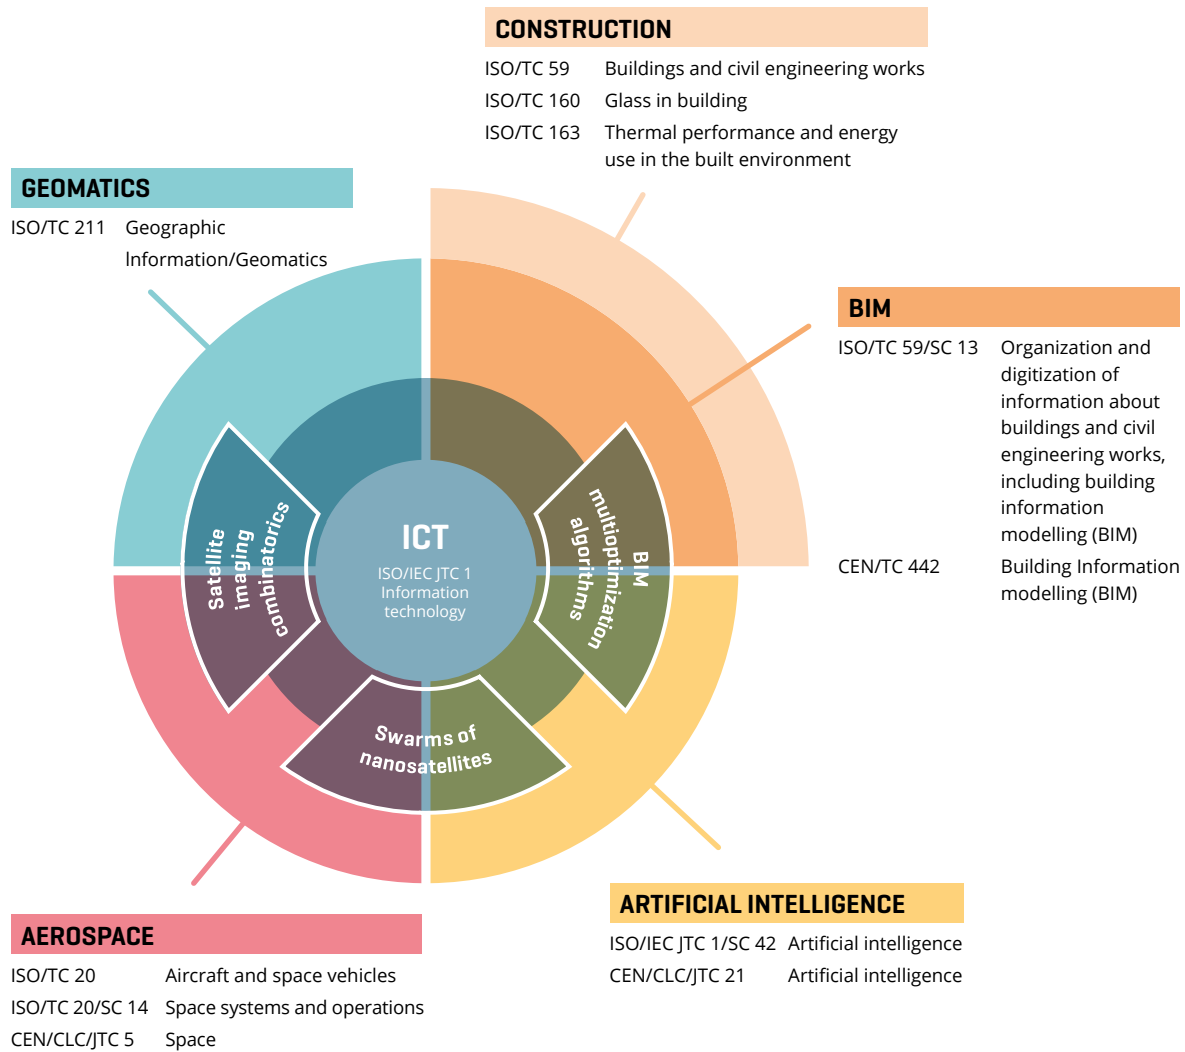 CONSTRUCTION
ISO/TC 59 Buildings and civil engineering works
ISO/TC 160 Glass in building
ISO/TC 163 Thermal performance and energy
use in the built environment
GEOMATICS
ISO/TC 211 Geographic
Information/Geomatics
BIM
ISO/TC 59/SC 13 Organization and
digitization of
information about
buildings and civil
engineering works,
including building
information
modelling (BIM)
CEN/TC 442 Building Information
modelling (BIM)
Satellite
imaging
combinatorics
ICT
ISO/IEC JTC 1
Information
technology
BIM
multioptimization
algorithms
Swarms of
nanosatellites
ARTIFICIAL INTELLIGENCE
ISO/IEC JTC 1/SC 42 Artificial intelligence
CEN/CLC/JTC 21 Artificial intelligence
AEROSPACE
ISO/TC 20 Aircraft and space vehicles
ISO/TC 20/SC 14 Space systems and operations
CEN/CLC/JTC 5 Space